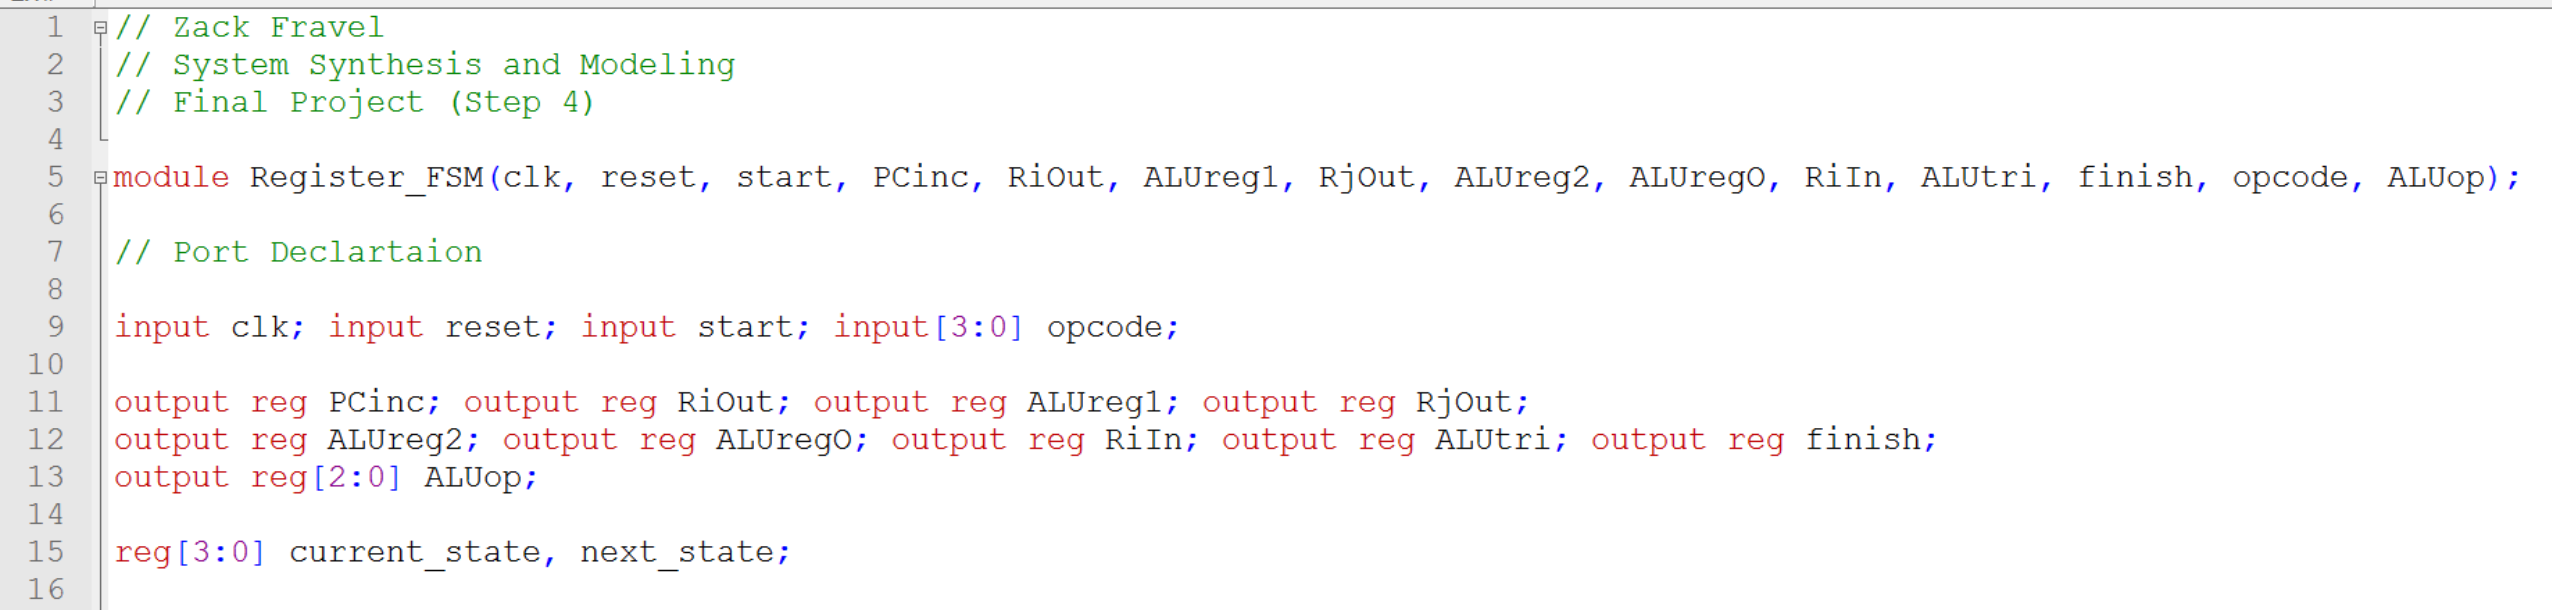 1 // Zack Fravel
2 // System Synthesis and Modeling
3 // Final Project (Step 4)
4
5 module Register_FSM(clk, reset, start, PCinc, RiOut, ALUreg1, RjOut, ALUreg2, ALUregO, RiIn, ALUtri, finish, opcode, ALUop);
6
7 // Port Declartaion
8
9 input clk; input reset; input start; input[3:0] opcode;
10
11 output reg PCinc; output reg RiOut; output reg ALUreg1; output reg RjOut;
12 output reg ALUreg2; output reg ALUregO; output reg RiIn; output reg ALUtri; output reg finish;
13 output reg[2:0] ALUop;
14
15 reg[3:0] current_state, next_state;
16